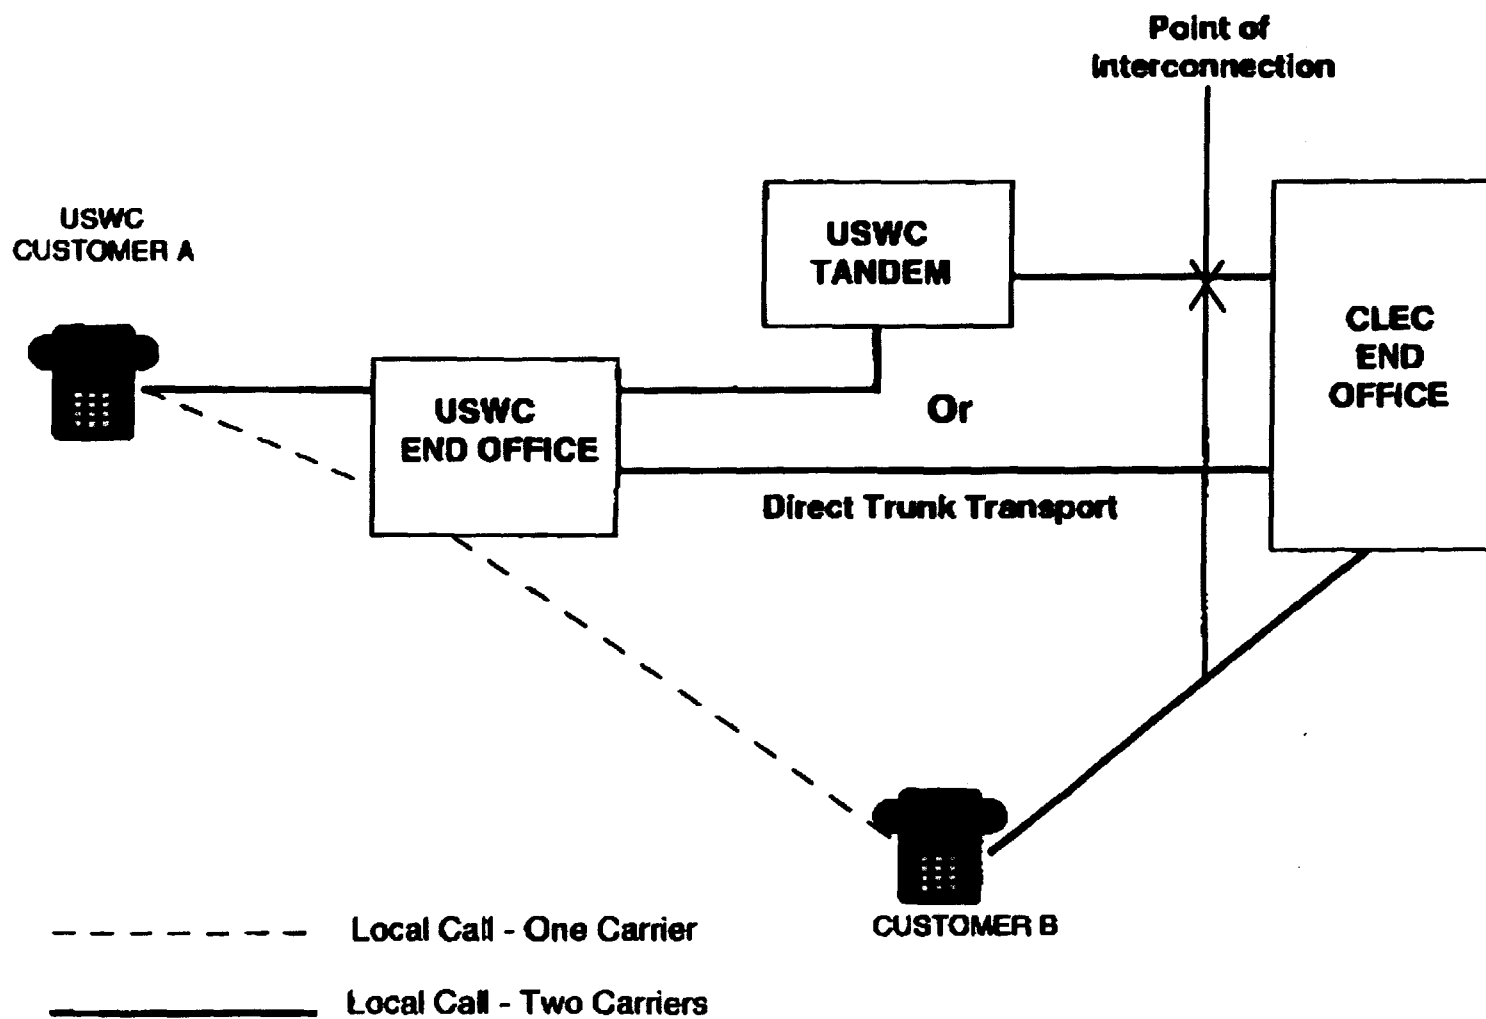 Point of
Interconnection
USWC
CUSTOMER A
USWC
TANDEM
CLEC
END
OFFICE
USWC
END OFFICE
Or
Direct Trunk Transport
CUSTOMER B
Local Call - One Carrier
Local Call - Two Carriers